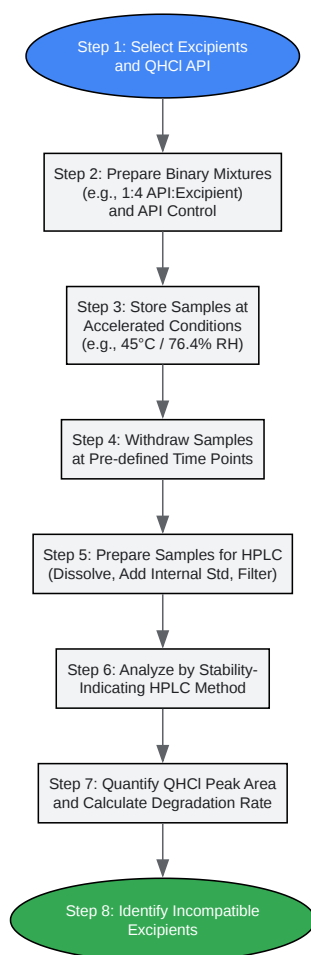 Step 1: Select Excipients
and QHCl API
Step 2: Prepare Binary Mixtures
(e.g., 1:4 API:Excipient)
and API Control
Step 3: Store Samples at
Accelerated Conditions
(e.g., 45°C / 76.4% RH)
Step 4: Withdraw Samples
at Pre-defined Time Points
Step 5: Prepare Samples for HPLC
(Dissolve, Add Internal Std, Filter)
Step 6: Analyze by Stability-
Indicating HPLC Method
Step 7: Quantify QHCl Peak Area
and Calculate Degradation Rate
Step 8: Identify Incompatible
Excipients